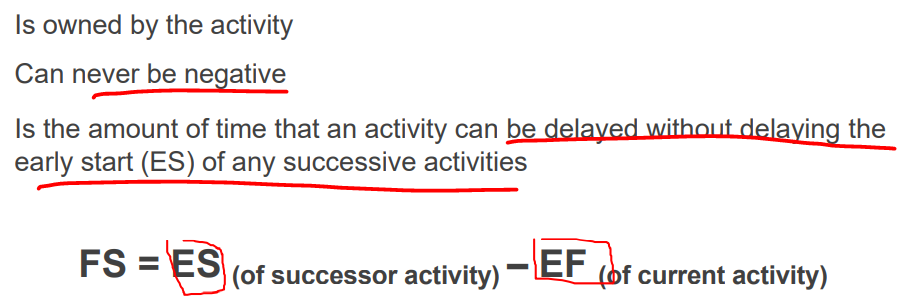 Is owned by the activity
Can never be negative
Is the amount of time that an activity can be delayed without delaying the
early start (ES) of any successive activities
FS = ES (of successor activity) – EF (of current activity)